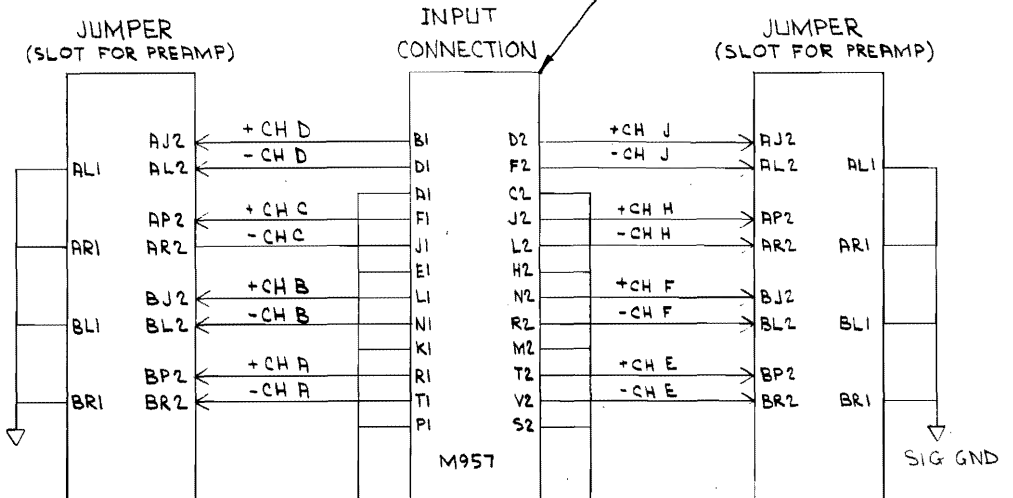 JUMPER
(SLOT FOR PREAMP)
INPUT
CONNECTION
JUMPER
(SLOT FOR PREAMP)
AJ2 + CH D B1 D2 +CH J AJ2
AL1 AL2 - CH D D1 F2 -CH J AL2 AL1
A1 C2
AP2 + CH C F1 J2 +CH H AP2
AR1 AR2 - CH C J1 L2 -CH H AR2 AR1
E1 H2
BJ2 +CH B L1 N2 +CH F BJ2
BL1 BL2 -CH B N1 R2 -CH F BL2 BL1
K1 M2
BP2 + CH A R1 T2 +CH E BP2
BR1 BR2 -CH A T1 V2 -CH E BR2 BR1
P1 S2
M957
SIG GND